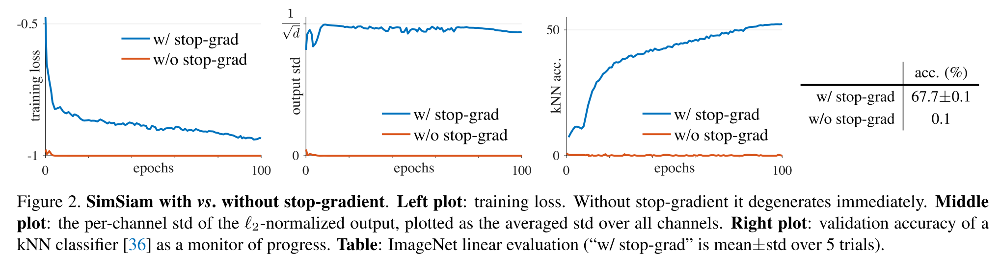 -0.5
training loss
w/ stop-grad
w/o stop-grad
-1
0
epochs
100
1
√d
output std
w/ stop-grad
w/o stop-grad
0
0
epochs
100
50
kNN acc.
w/ stop-grad
w/o stop-grad
0
0
epochs
100
acc. (%)
w/ stop-grad 67.7±0.1
w/o stop-grad 0.1
Figure 2. SimSiam with vs. without stop-gradient. Left plot: training loss. Without stop-gradient it degenerates immediately. Middle
plot: the per-channel std of the ℓ2-normalized output, plotted as the averaged std over all channels. Right plot: validation accuracy of a
kNN classifier [36] as a monitor of progress. Table: ImageNet linear evaluation (“w/ stop-grad” is mean±std over 5 trials).